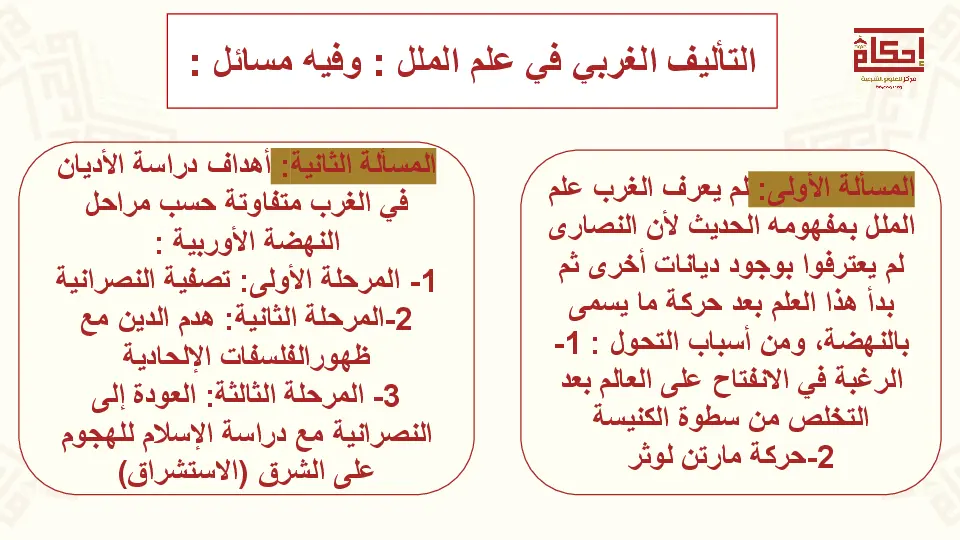 التأليف الغربي في علم الملل : وفيه مسائل :
إحكام
مركز للعلوم الشرعية
المسألة الأولى: لم يعرف الغرب علم
الملل بمفهومه الحديث لأن النصارى
لم يعترفوا بوجود ديانات أخرى ثم
بدأ هذا العلم بعد حركة ما يسمى
بالنهضة، ومن أسباب التحول : 1-
الرغبة في الانفتاح على العالم بعد
التخلص من سطوة الكنيسة
2-حركة مارتن لوثر
المسألة الثانية: أهداف دراسة الأديان
في الغرب متفاوتة حسب مراحل
النهضة الأوربية :
1- المرحلة الأولى: تصفية النصرانية
2-المرحلة الثانية: هدم الدين مع
ظهورالفلسفات الإلحادية
3- المرحلة الثالثة: العودة إلى
النصرانية مع دراسة الإسلام للهجوم
على الشرق (الاستشراق)